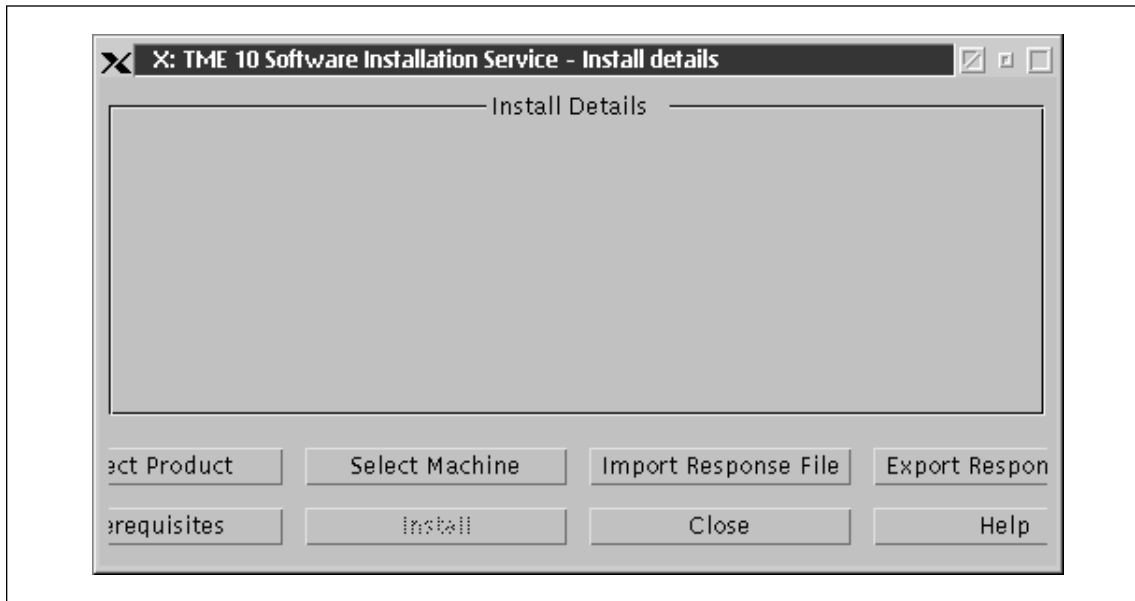 X: TME 10 Software Installation Service - Install details
Install Details
ect Product Select Machine Import Response File Export Respon
erequisites Install Close Help